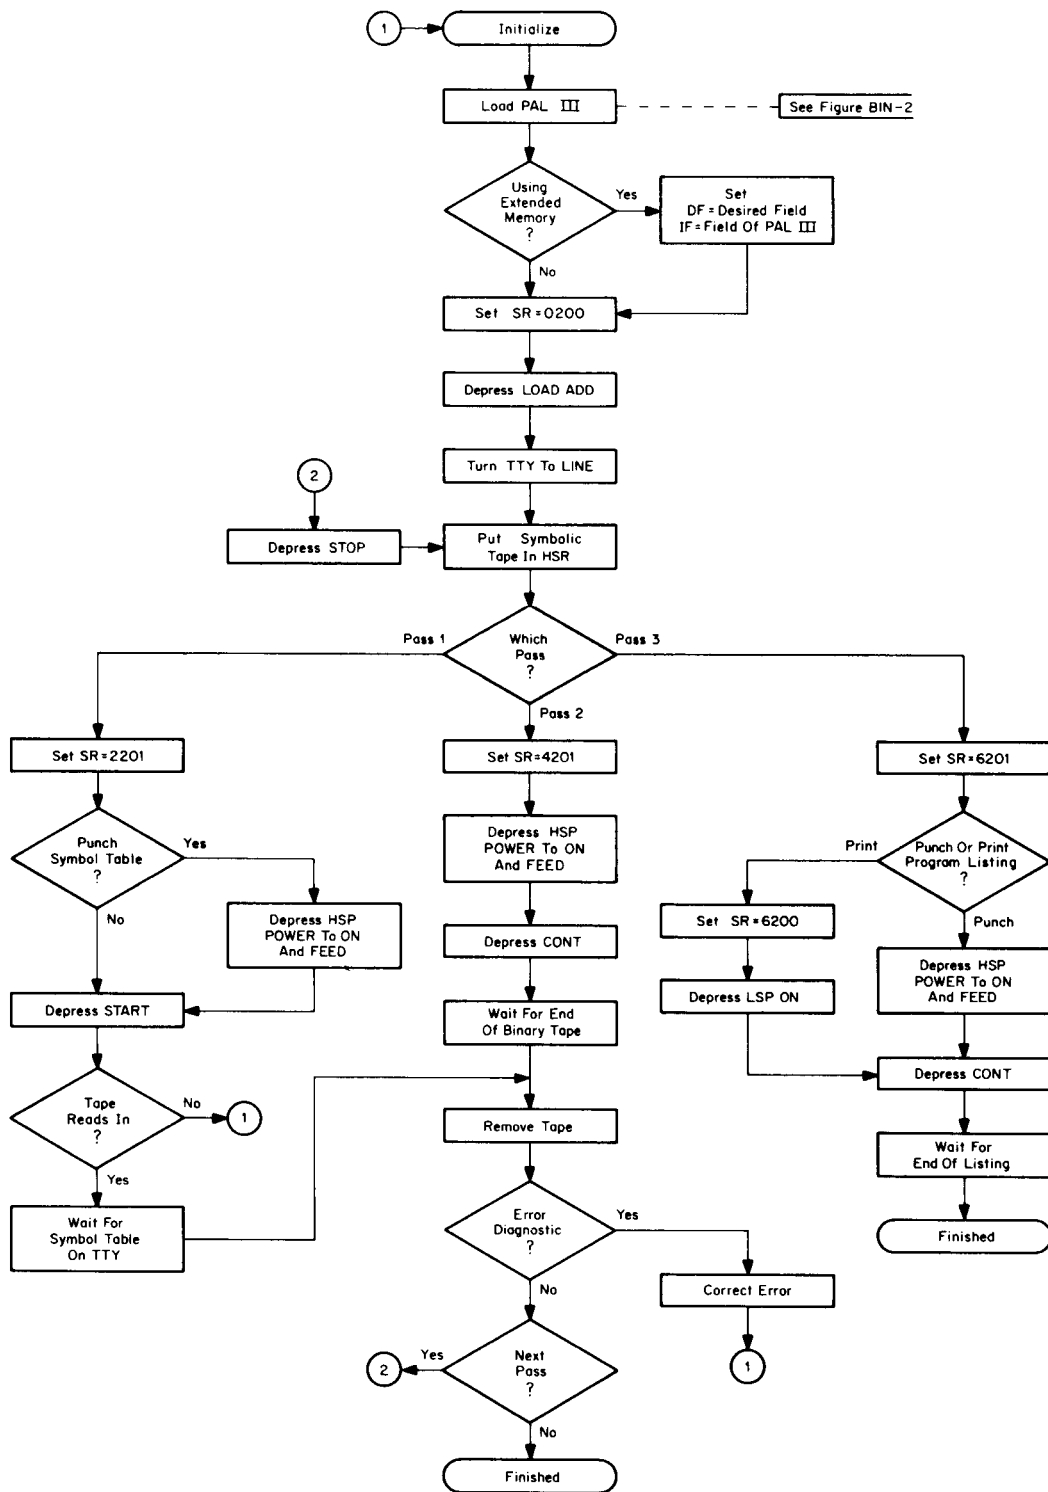 1
Initialize
Load PAL III
See Figure BIN-2
Using
Extended
Memory
?
Yes
No
Set
DF=Desired Field
IF=Field Of PAL III
Set SR=0200
Depress LOAD ADD
Turn TTY To LINE
2
Depress STOP
Put Symbolic
Tape In HSR
Which
Pass
?
Pass 1
Pass 2
Pass 3
Set SR=2201
Punch
Symbol Table
?
Yes
No
Depress HSP
POWER To ON
And FEED
Depress START
Tape
Reads In
?
No
1
Yes
Wait For
Symbol Table
On TTY
Set SR=4201
Depress HSP
POWER To ON
And FEED
Depress CONT
Wait For End
Of Binary Tape
Remove Tape
Error
Diagnostic
?
Yes
Correct Error
1
No
Next
Pass
?
Yes
2
No
Finished
Set SR=6201
Punch Or Print
Program Listing
?
Print
Set SR=6200
Depress LSP ON
Punch
Depress HSP
POWER To ON
And FEED
Depress CONT
Wait For
End Of Listing
Finished